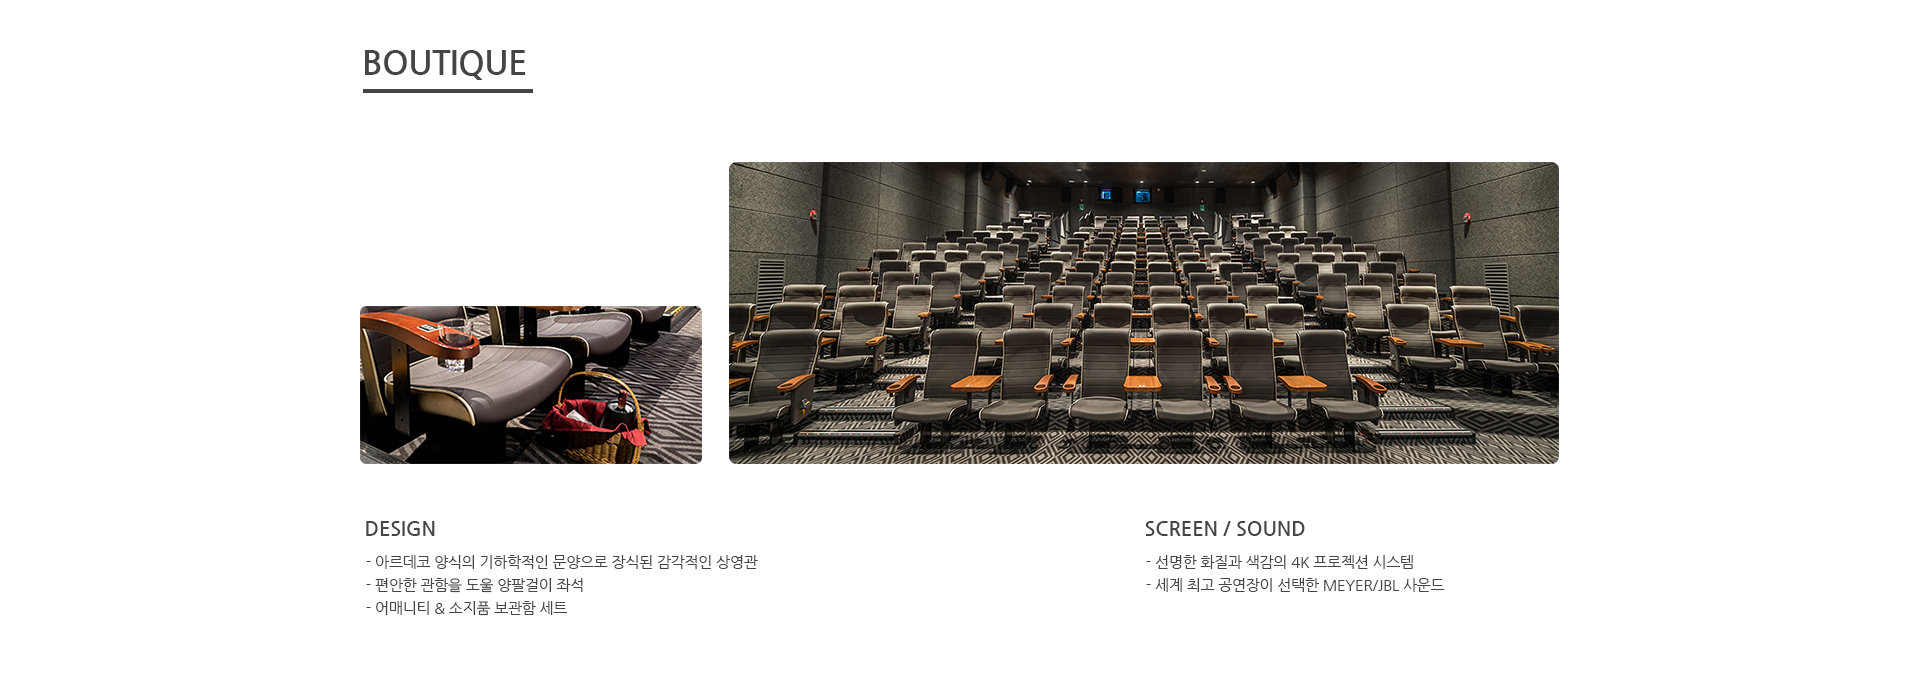 BOUTIQUE
DESIGN
- 아르데코 양식의 기하학적인 문양으로 장식된 감각적인 상영관
- 편안한 관함을 도울 양팔걸이 좌석
- 어매니티 & 소지품 보관함 세트
SCREEN / SOUND
- 선명한 화질과 색감의 4K 프로젝션 시스템
- 세계 최고 공연장이 선택한 MEYER/JBL 사운드